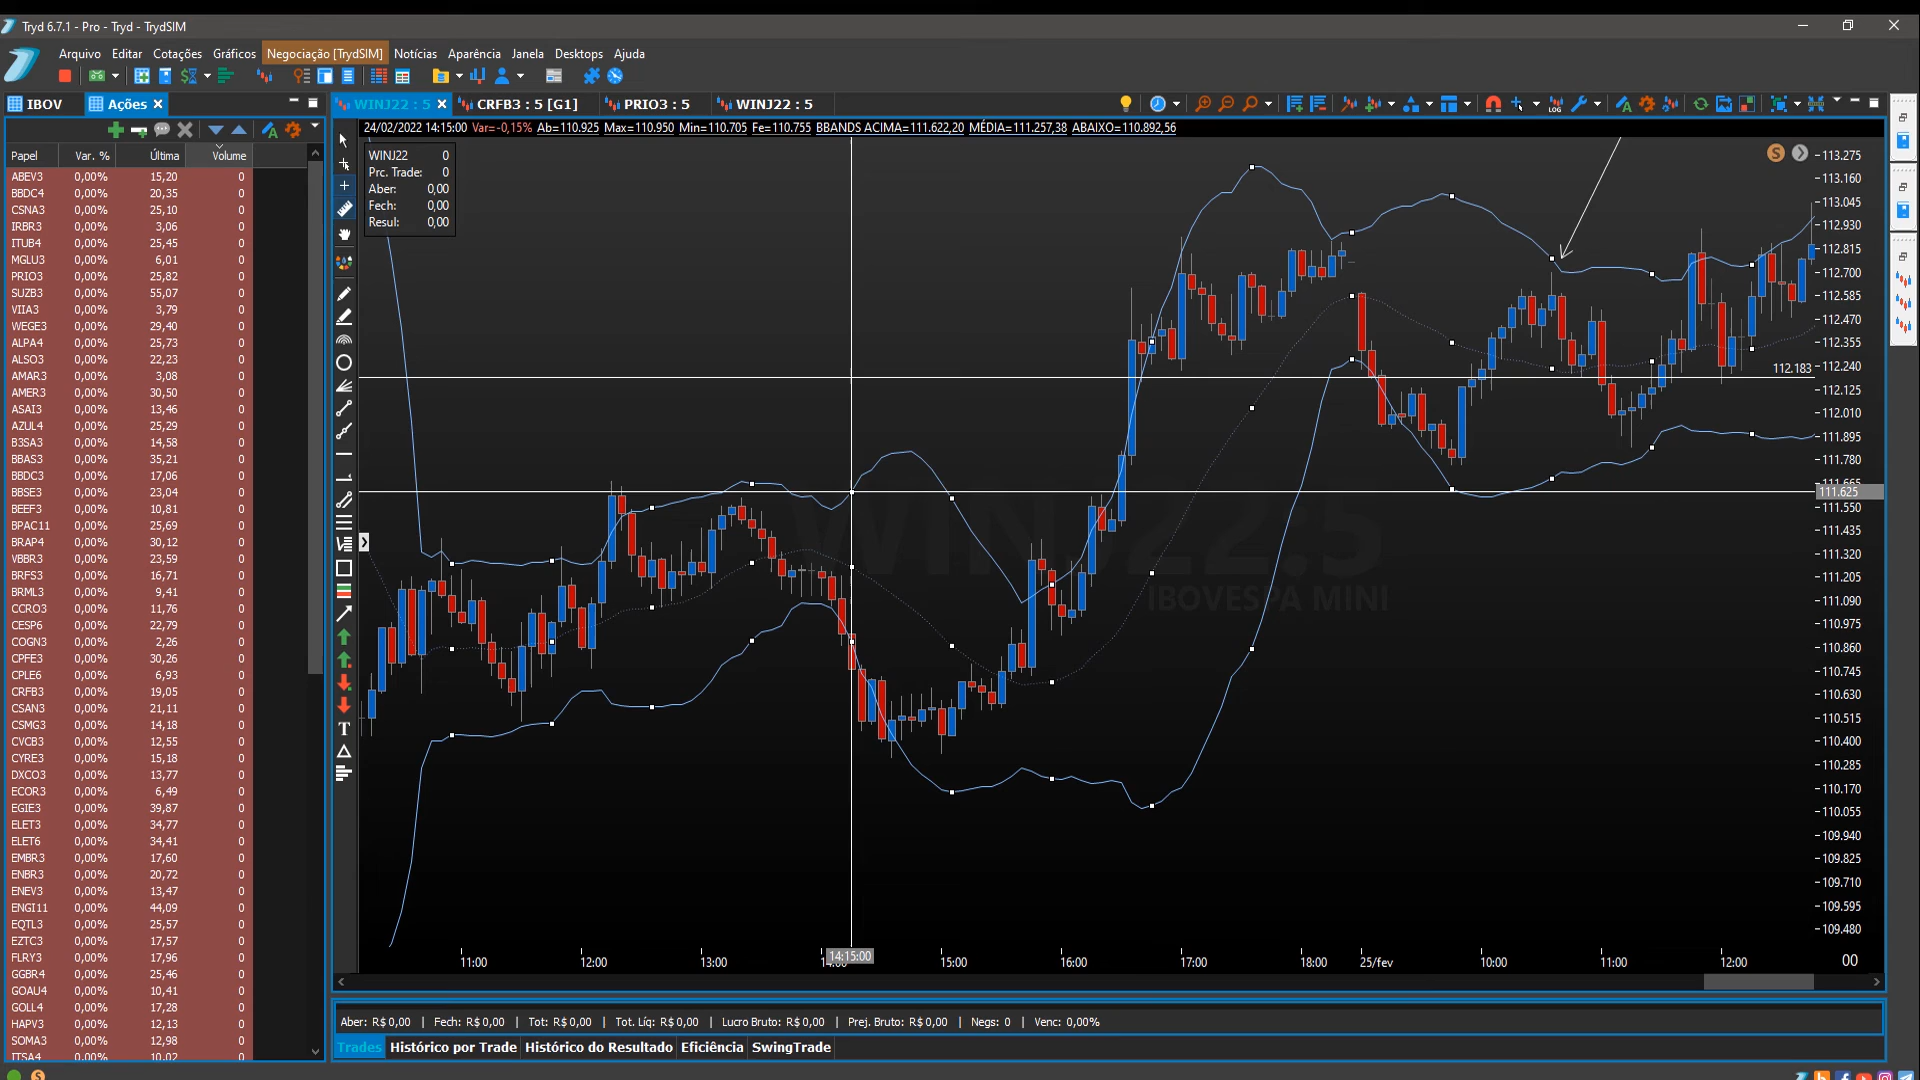 Tryd 6.7.1 - Pro - Tryd - TrydSIM
Arquivo Editar Cotações Gráficos Negociação [TrydSIM] Notícias Aparência Janela Desktops Ajuda
IBOV Ações WINJ22 : 5 CRFB3 : 5 [G1] PRIO3 : 5 WINJ22 : 5 LOG
24/02/2022 14:15:00 Var=-0,15% Ab=110.925 Max=110.950 Min=110.705 Fe=110.755 BBANDS ACIMA=111.622,20 MÉDIA=111.257,38 ABAIXO=110.892,56
WINJ22 0
Prc. Trade: 0
Aber: 0,00
Fech: 0,00
Resul: 0,00
Papel Var. % Última Volume
ABEV3 0,00% 15,20 0
BBDC4 0,00% 20,35 0
CSNA3 0,00% 25,10 0
IRBR3 0,00% 3,06 0
ITUB4 0,00% 25,45 0
MGLU3 0,00% 6,01 0
PRIO3 0,00% 25,82 0
SUZB3 0,00% 55,07 0
VIIA3 0,00% 3,79 0
WEGE3 0,00% 29,40 0
ALPA4 0,00% 25,73 0
ALSO3 0,00% 22,23 0
AMAR3 0,00% 3,08 0
AMER3 0,00% 30,50 0
ASAI3 0,00% 13,46 0
AZUL4 0,00% 25,29 0
B3SA3 0,00% 14,58 0
BBAS3 0,00% 35,21 0
BBDC3 0,00% 17,06 0
BBSE3 0,00% 23,04 0
BEEF3 0,00% 10,81 0
BPAC11 0,00% 25,69 0
BRAP4 0,00% 30,12 0
VBBR3 0,00% 23,59 0
BRFS3 0,00% 16,71 0
BRML3 0,00% 9,41 0
CCRO3 0,00% 11,76 0
CESP6 0,00% 22,79 0
COGN3 0,00% 2,26 0
CPFE3 0,00% 30,26 0
CPLE6 0,00% 6,93 0
CRFB3 0,00% 19,05 0
CSAN3 0,00% 21,11 0
CSMG3 0,00% 14,18 0
CVCB3 0,00% 12,55 0
CYRE3 0,00% 15,18 0
DXCO3 0,00% 13,77 0
ECOR3 0,00% 6,49 0
EGIE3 0,00% 39,87 0
ELET3 0,00% 34,77 0
ELET6 0,00% 34,41 0
EMBR3 0,00% 17,60 0
ENBR3 0,00% 20,72 0
ENEV3 0,00% 13,47 0
ENGI11 0,00% 44,09 0
EQTL3 0,00% 25,57 0
EZTC3 0,00% 17,57 0
FLRY3 0,00% 17,96 0
GGBR4 0,00% 25,46 0
GOAU4 0,00% 10,41 0
GOLL4 0,00% 17,28 0
HAPV3 0,00% 12,13 0
SOMA3 0,00% 12,98 0
ITSA4 0,00% 10,02 0
WINJ22:5
IBOVESPA MINI
112.183
113.275
113.160
113.045
112.930
112.815
112.700
112.585
112.470
112.355
112.240
112.125
112.010
111.895
111.780
111.665
111.625
111.550
111.435
111.320
111.205
111.090
110.975
110.860
110.745
110.630
110.515
110.400
110.285
110.170
110.055
109.940
109.825
109.710
109.595
109.480
11:00 12:00 13:00 14:15:00 15:00 16:00 17:00 18:00 25/fev 10:00 11:00 12:00 00
Aber: R$ 0,00 | Fech: R$ 0,00 | Tot: R$ 0,00 | Tot. Líq: R$ 0,00 | Lucro Bruto: R$ 0,00 | Prej. Bruto: R$ 0,00 | Negs: 0 | Venc: 0,00%
Trades Histórico por Trade Histórico do Resultado Eficiência SwingTrade